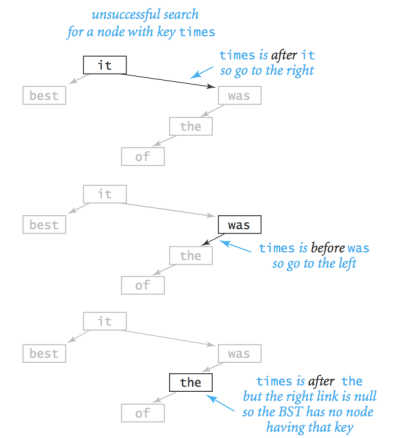 unsuccessful search
for a node with key times
it
times is after it
so go to the right
best
was
the
of
it
best
was
the
times is before was
so go to the left
of
it
best
was
the
times is after the
but the right link is null
of
so the BST has no node
having that key